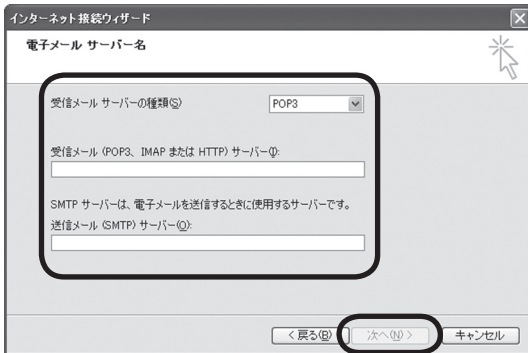 インターネット接続ウィザード
電子メール サーバー名
受信メール サーバーの種類(S)
POP3
受信メール (POP3、IMAP または HTTP) サーバー(I):
SMTP サーバーは、電子メールを送信するときに使用するサーバーです。
送信メール (SMTP) サーバー(O):
< 戻る(B)
次へ(N) >
キャンセル